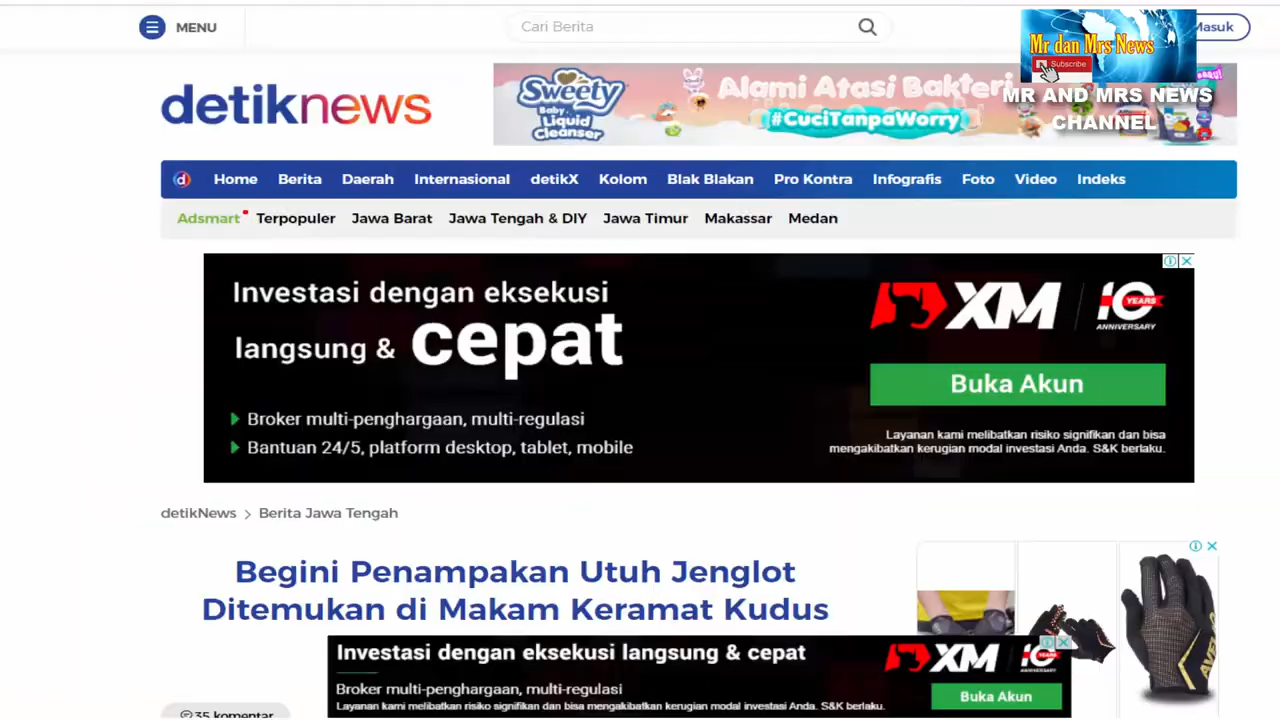 MENU
Cari Berita
Masuk
Mr dan Mrs News
Subscribe
MR AND MRS NEWS
CHANNEL
detiknews
Sweety
Baby
Liquid
Cleanser
Alami Atasi Bakteri
#CuciTanpaWorry
Home Berita Daerah Internasional detikX Kolom Blak Blakan Pro Kontra Infografis Foto Video Indeks
Adsmart Terpopuler Jawa Barat Jawa Tengah & DIY Jawa Timur Makassar Medan
Investasi dengan eksekusi
langsung & cepat
Broker multi-penghargaan, multi-regulasi
Bantuan 24/5, platform desktop, tablet, mobile
XM
10
YEARS
ANNIVERSARY
Buka Akun
Layanan kami melibatkan risiko signifikan dan bisa
mengakibatkan kerugian modal investasi Anda. S&K berlaku.
detikNews > Berita Jawa Tengah
Begini Penampakan Utuh Jenglot
Ditemukan di Makam Keramat Kudus
Investasi dengan eksekusi langsung & cepat
Broker multi-penghargaan, multi-regulasi
Layanan kami melibatkan risiko signifikan dan bisa mengakibatkan kerugian modal investasi Anda. S&K berlaku.
XM
10
YEARS
Buka Akun
35 komentar